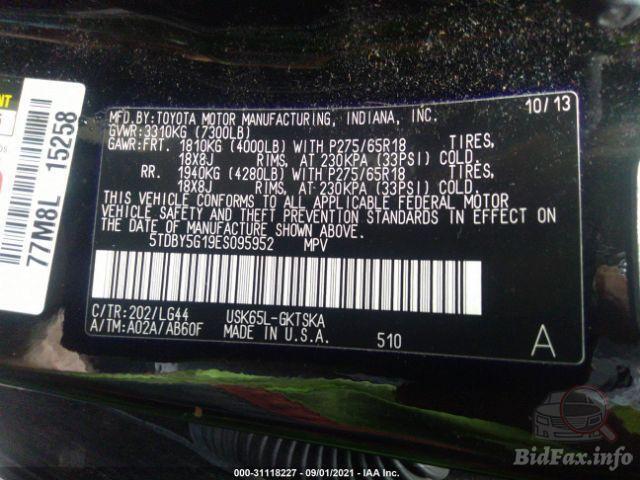 MFD.BY:TOYOTA MOTOR MANUFACTURING, INDIANA, INC. 10/13
GVWR:3310KG (7300LB)
GAWR:FRT. 1810KG (4000LB) WITH P275/65R18 TIRES,
18X8J RIMS, AT 230KPA (33PSI) COLD.
RR. 1940KG (4280LB) WITH P275/65R18 TIRES,
18X8J RIMS, AT 230KPA (33PSI) COLD.
THIS VEHICLE CONFORMS TO ALL APPLICABLE FEDERAL MOTOR
VEHICLE SAFETY AND THEFT PREVENTION STANDARDS IN EFFECT ON
THE DATE OF MANUFACTURE SHOWN ABOVE.
5TDBY5G19ES095952 MPV
C/TR:202/LG44 USK65L-GKTSKA
A/TM:A02A/AB60F MADE IN U.S.A. 510 A
77M8L 15258
BidFax.info
000-31118227 - 09/01/2021 - IAA Inc.